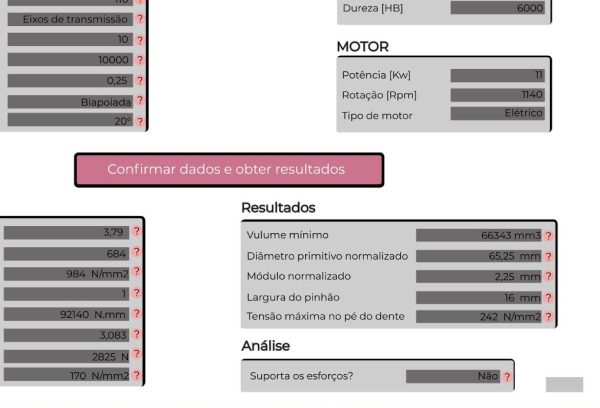 110 ?
Eixos de transmissão ?
10 ?
10000 ?
0,25 ?
Biapoiada ?
20º ?
Dureza [HB] 6000
MOTOR
Potência [Kw] 11
Rotação [Rpm] 1140
Tipo de motor Elétrico
Confirmar dados e obter resultados
3,79 ?
684 ?
984 N/mm2 ?
1 ?
92140 N.mm ?
3,083 ?
2825 N ?
170 N/mm2 ?
Resultados
Vulume mínimo 66343 mm3 ?
Diâmetro primitivo normalizado 65,25 mm ?
Módulo normalizado 2,25 mm ?
Largura do pinhão 16 mm ?
Tensão máxima no pé do dente 242 N/mm2 ?
Análise
Suporta os esforços? Não ?